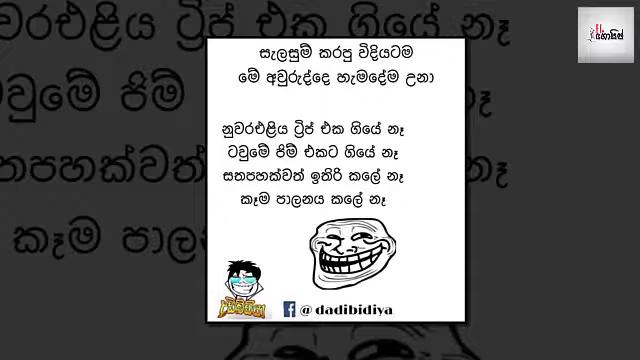 සැලසුම් කරපු විදියටම
මේ අවුරුද්දෙ හැමදේම උනා
නුවරඑළිය ට්‍රිප් එක ගියේ නෑ
ටවුමේ ජිම් එකට ගියේ නෑ
සතපහක්වත් ඉතිරි කලේ නෑ
කෑම පාලනය කලේ නෑ
@ dadibidiya